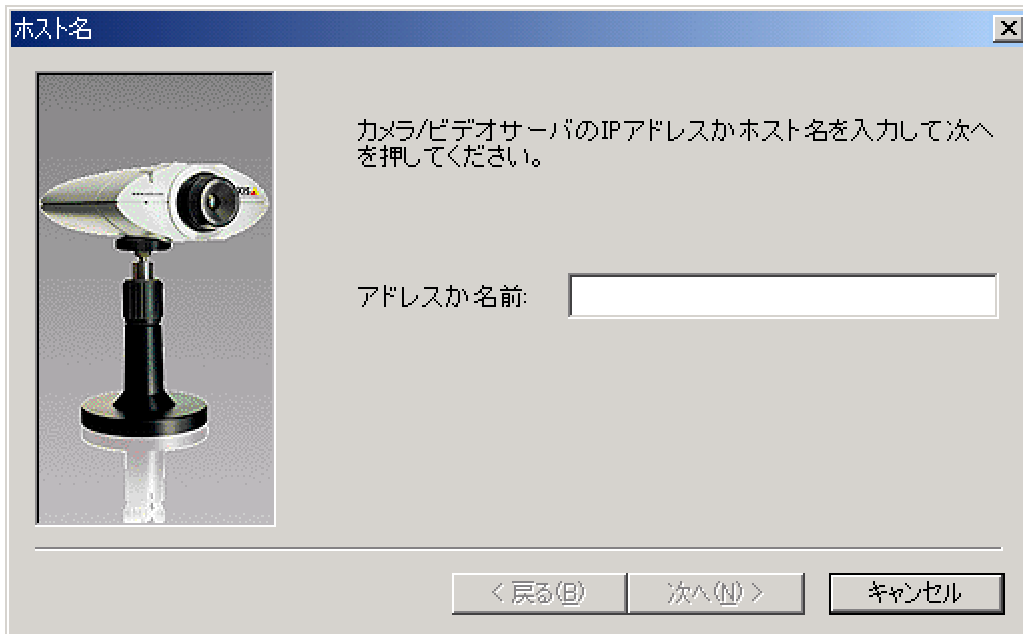 ホスト名
カメラ/ビデオサーバのIPアドレスかホスト名を入力して次へ
を押してください。
アドレスか名前:
< 戻る(B)
次へ(N) >
キャンセル